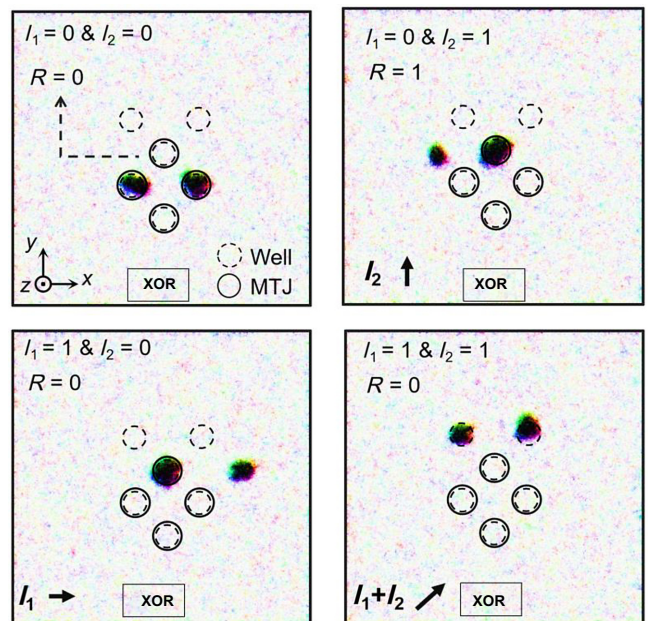 I₁ = 0 & I₂ = 0
R = 0
y
z
x
Well
MTJ
XOR
I₁ = 0 & I₂ = 1
R = 1
I₂
XOR
I₁ = 1 & I₂ = 0
R = 0
I₁
XOR
I₁ = 1 & I₂ = 1
R = 0
I₁+I₂
XOR